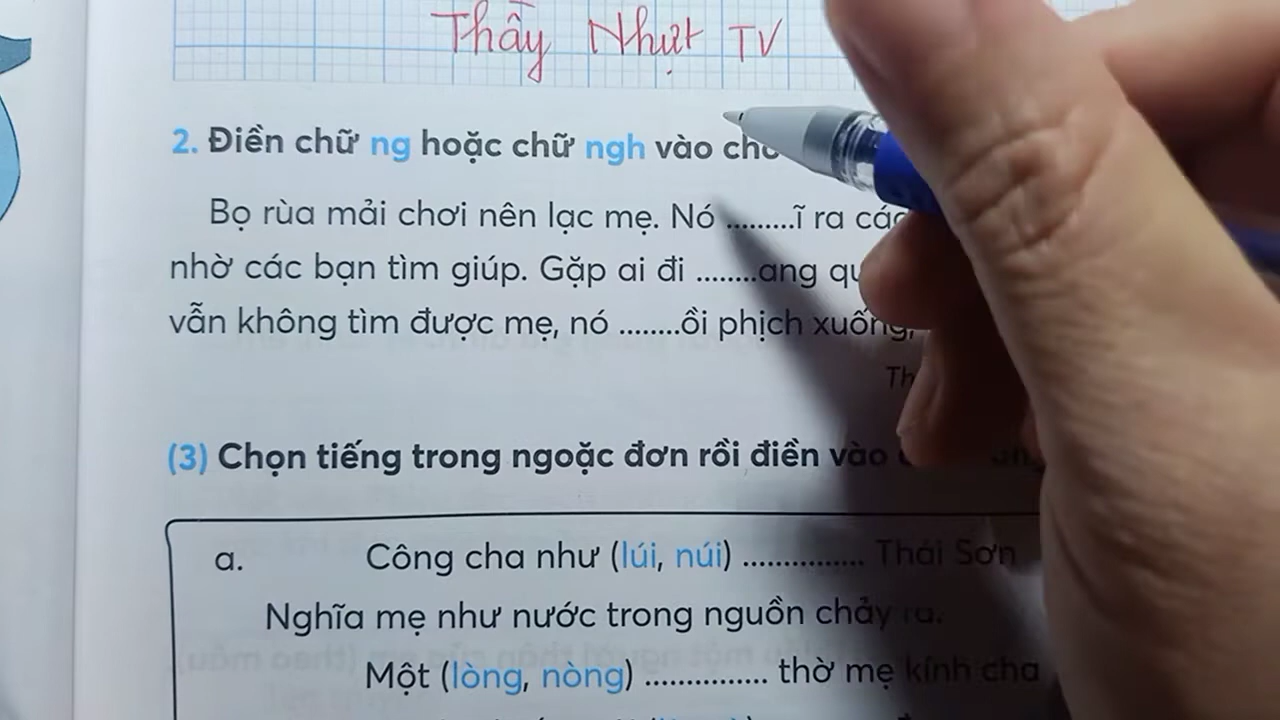 Thầy Nhựt TV
2. Điền chữ ng hoặc chữ ngh vào
Bọ rùa mải chơi nên lạc mẹ. Nó .........ĩ ra
nhờ các bạn tìm giúp. Gặp ai đi ........ang
vẫn không tìm được mẹ, nó ........ồi phịch xuống,
(3) Chọn tiếng trong ngoặc đơn rồi điền vào
a. Công cha như (lúi, núi) ............... Thái Sơn
Nghĩa mẹ như nước trong nguồn chảy ra.
Một (lòng, nòng) ............... thờ mẹ kính cha